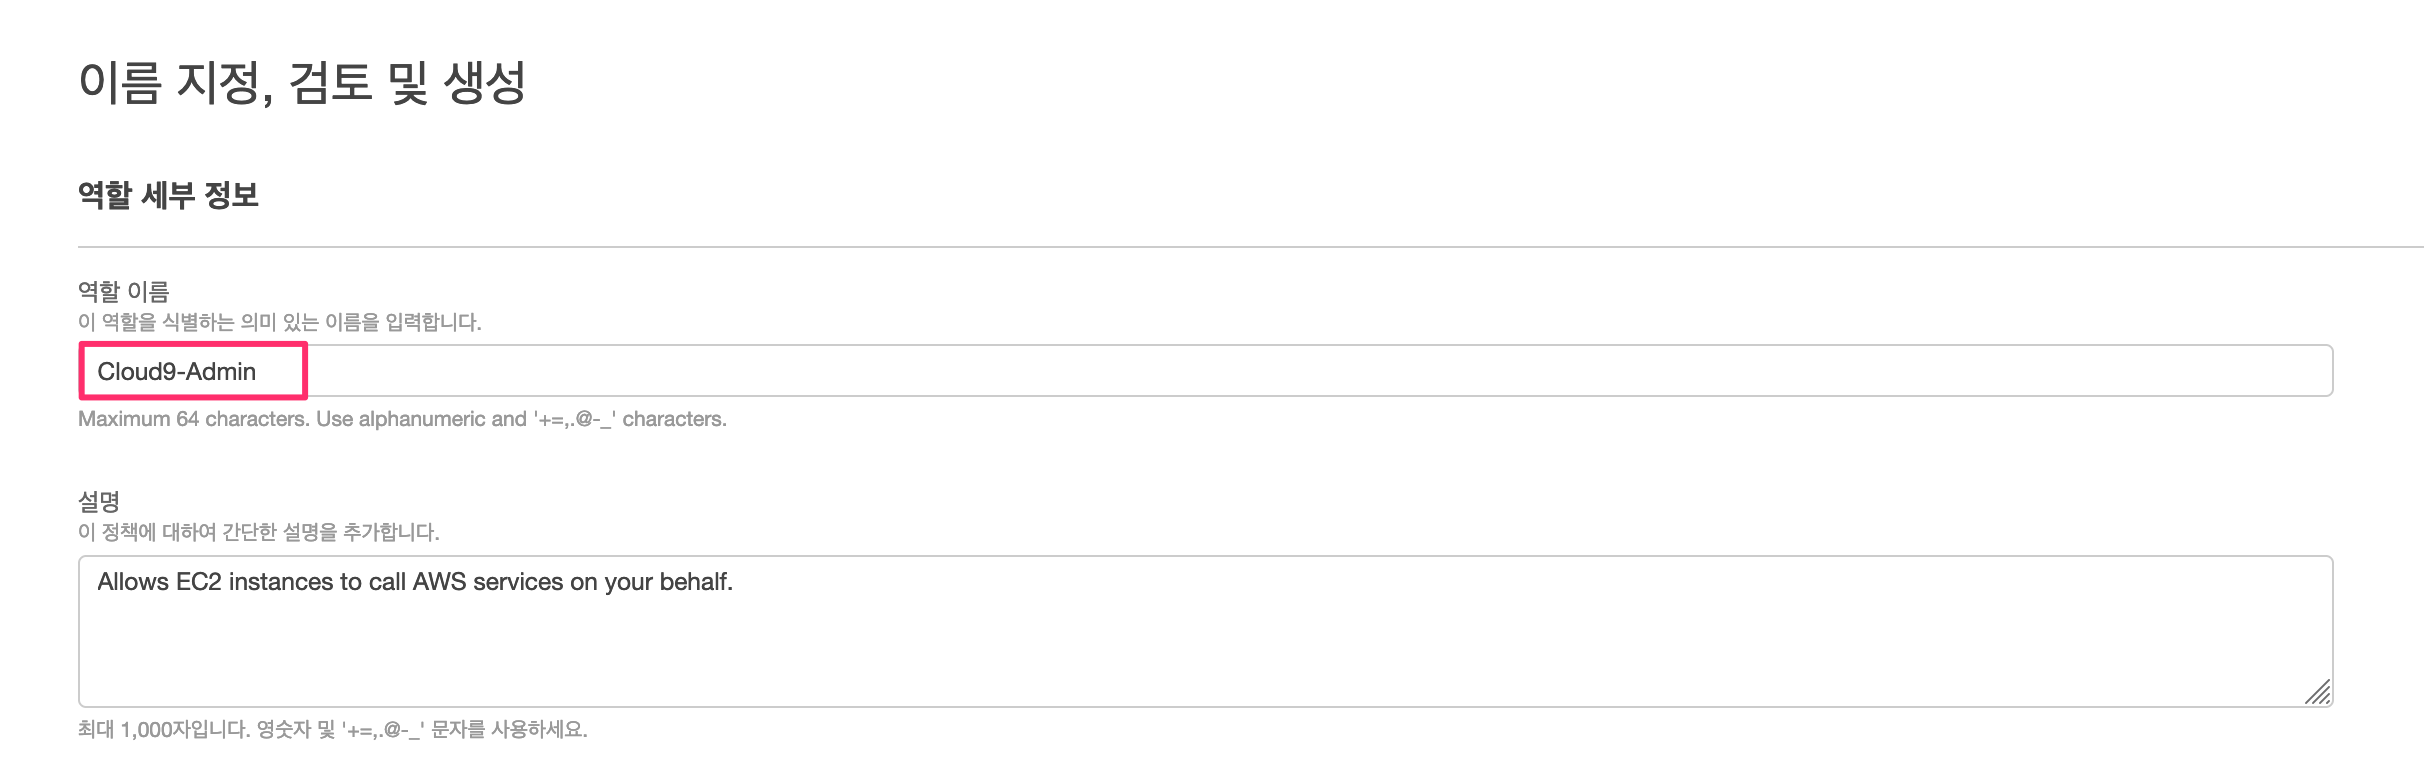 이름 지정, 검토 및 생성
역할 세부 정보
역할 이름
이 역할을 식별하는 의미 있는 이름을 입력합니다.
Cloud9-Admin
Maximum 64 characters. Use alphanumeric and '+=,.@-_' characters.
설명
이 정책에 대하여 간단한 설명을 추가합니다.
Allows EC2 instances to call AWS services on your behalf.
최대 1,000자입니다. 영숫자 및 '+=,.@-_' 문자를 사용하세요.